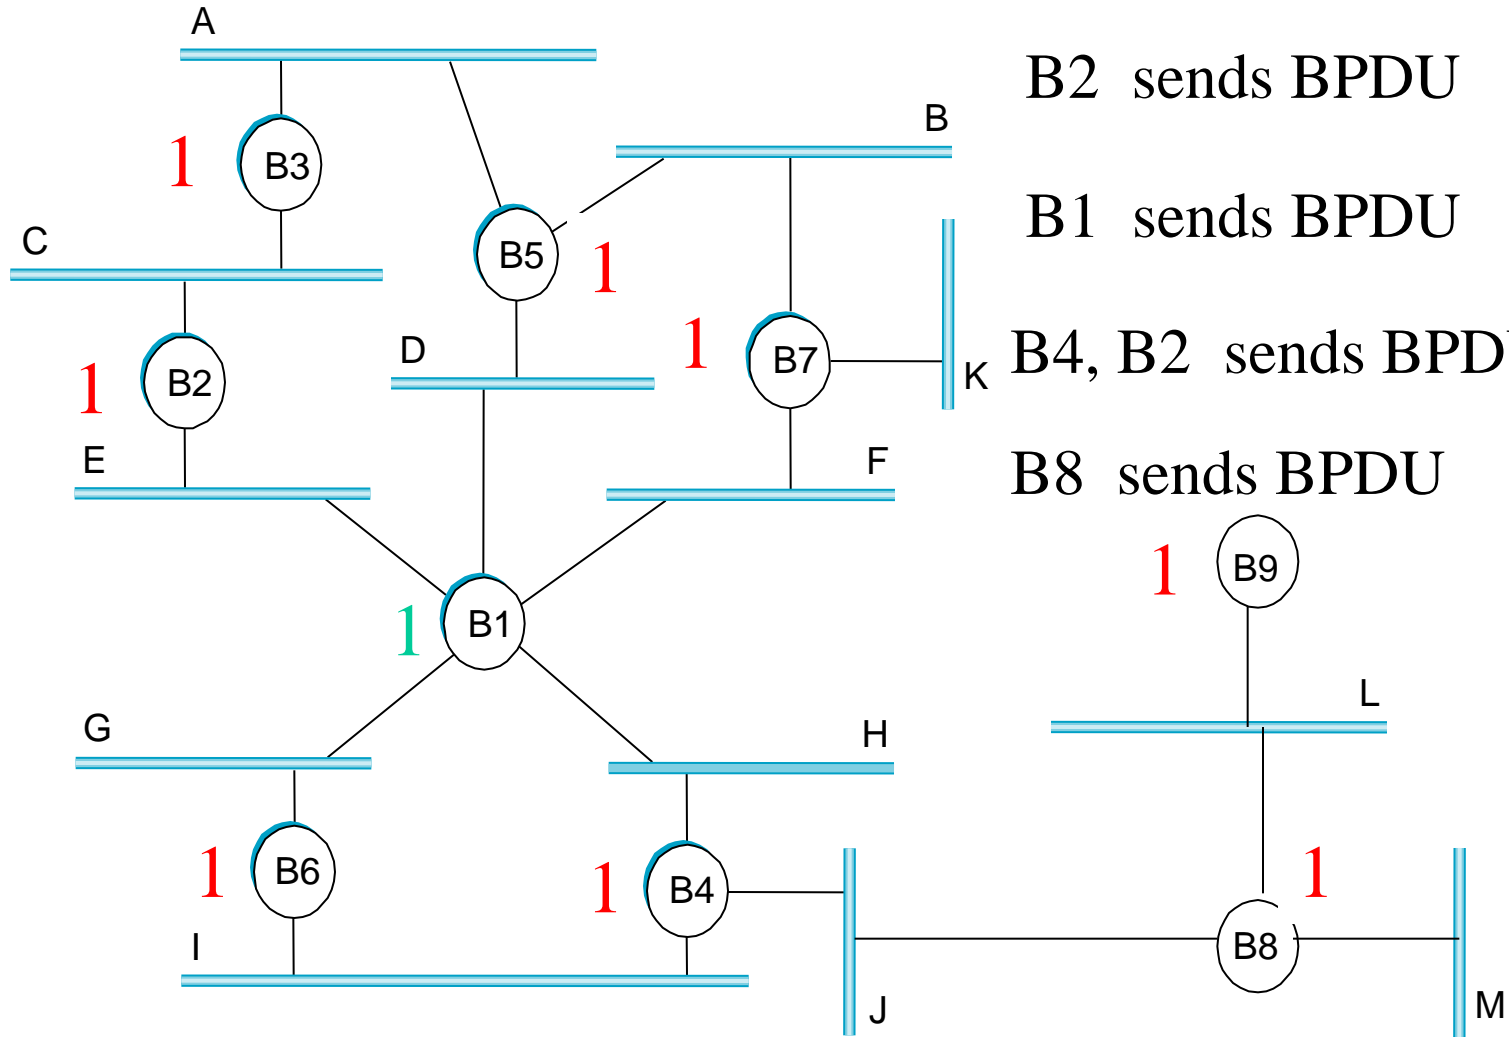 A
B2 sends BPDU
B
1
B3
B1 sends BPDU
C
B5
1
1
B7
B4, B2 sends BPD
D
K
1
B2
E
F
B8 sends BPDU
1
B9
1
B1
L
G
H
1
B6
1
B4
1
B8
I
J
M